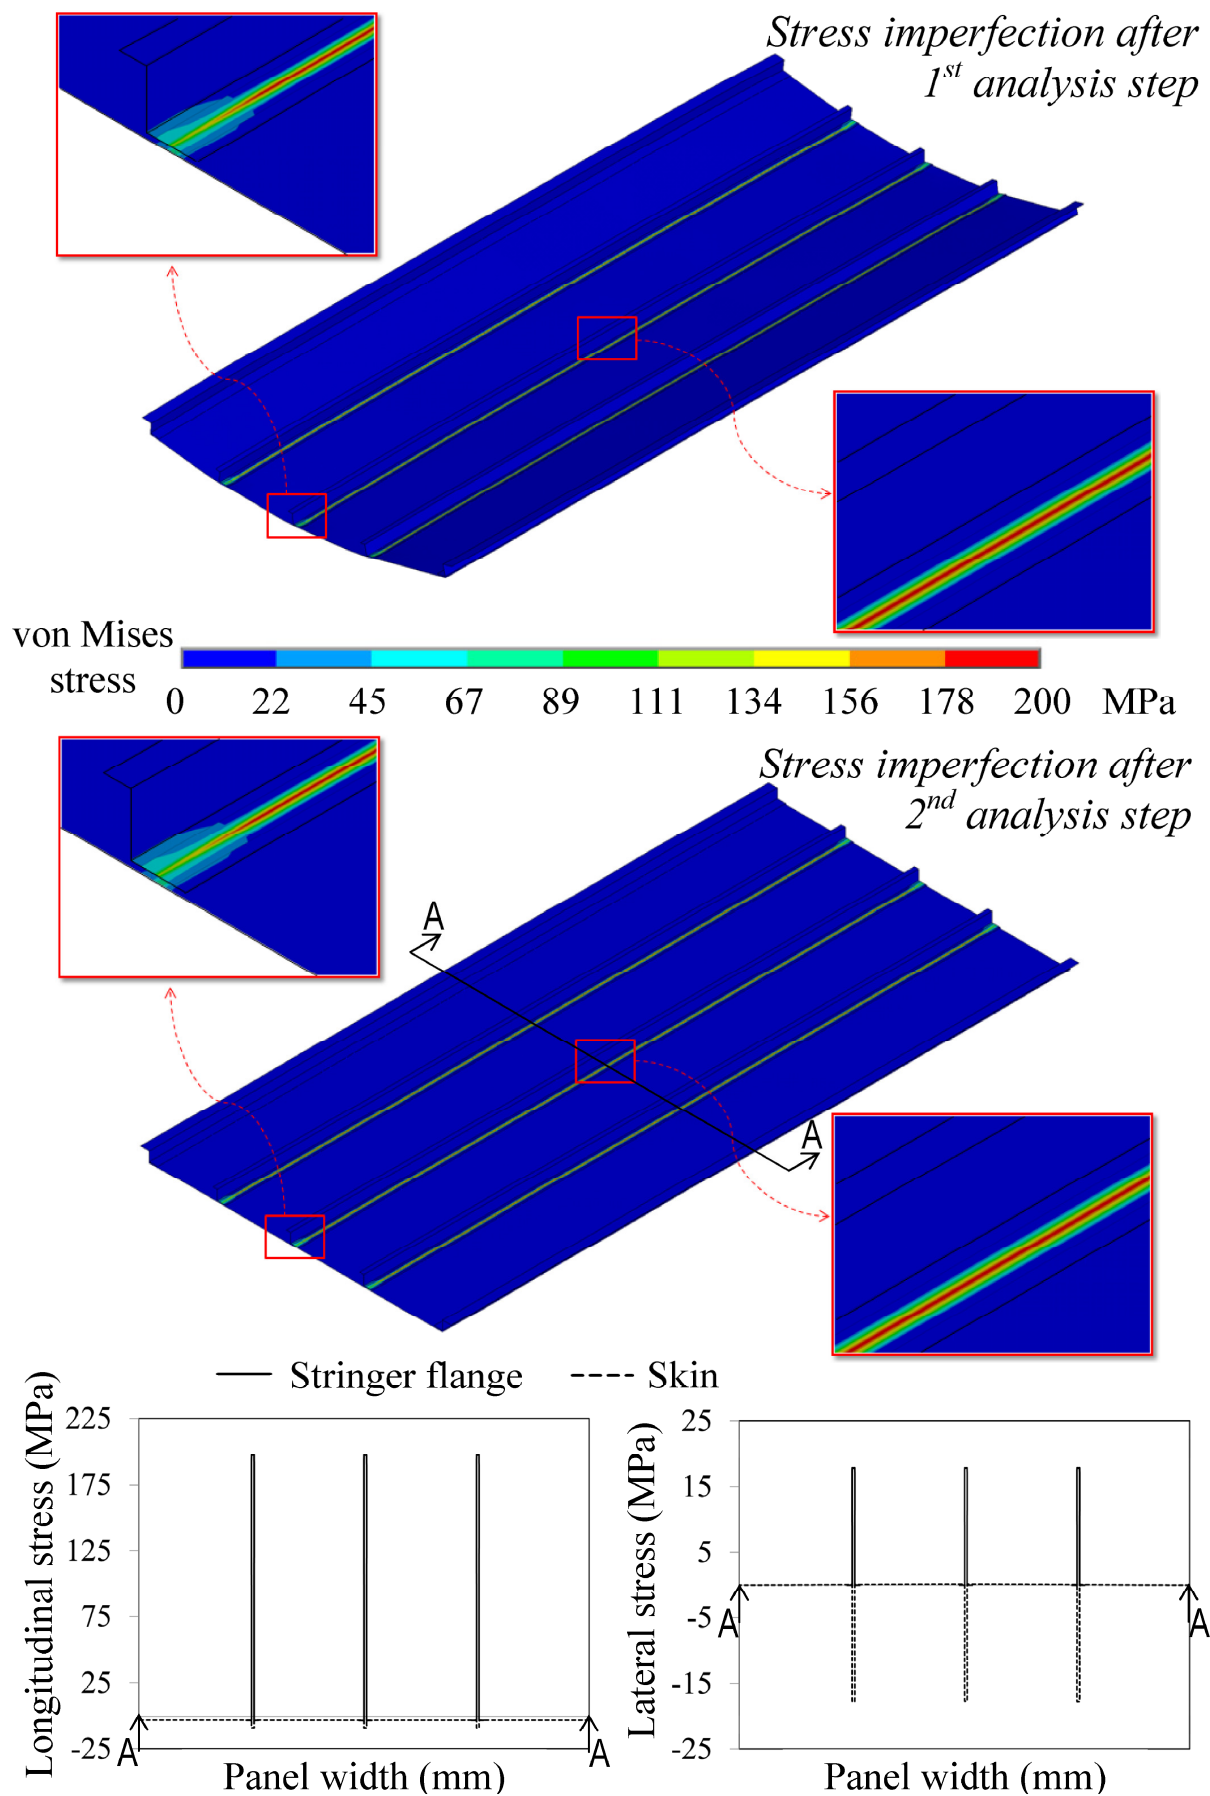 Stress imperfection after
1st analysis step
von Mises
stress
0 22 45 67 89 111 134 156 178 200 MPa
Stress imperfection after
2nd analysis step
A
A
Stringer flange Skin
Longitudinal stress (MPa)
225
175
125
75
25
-25
A
A
Panel width (mm)
Lateral stress (MPa)
25
15
5
-5
-15
-25
A
A
Panel width (mm)